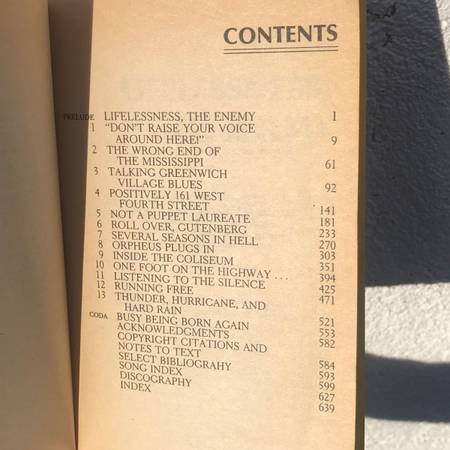 CONTENTS
PRELUDE LIFELESSNESS, THE ENEMY 1
1 "DON'T RAISE YOUR VOICE
AROUND HERE!" 9
2 THE WRONG END OF
THE MISSISSIPPI 61
3 TALKING GREENWICH
VILLAGE BLUES 92
4 POSITIVELY 161 WEST
FOURTH STREET 141
5 NOT A PUPPET LAUREATE 181
6 ROLL OVER, GUTENBERG 233
7 SEVERAL SEASONS IN HELL 270
8 ORPHEUS PLUGS IN 303
9 INSIDE THE COLISEUM 351
10 ONE FOOT ON THE HIGHWAY . . . 394
11 LISTENING TO THE SILENCE 425
12 RUNNING FREE 471
13 THUNDER, HURRICANE, AND
HARD RAIN 521
CODA BUSY BEING BORN AGAIN 553
ACKNOWLEDGMENTS 582
COPYRIGHT CITATIONS AND
NOTES TO TEXT 584
SELECT BIBLIOGRAHY 593
SONG INDEX 599
DISCOGRAPHY 627
INDEX 639